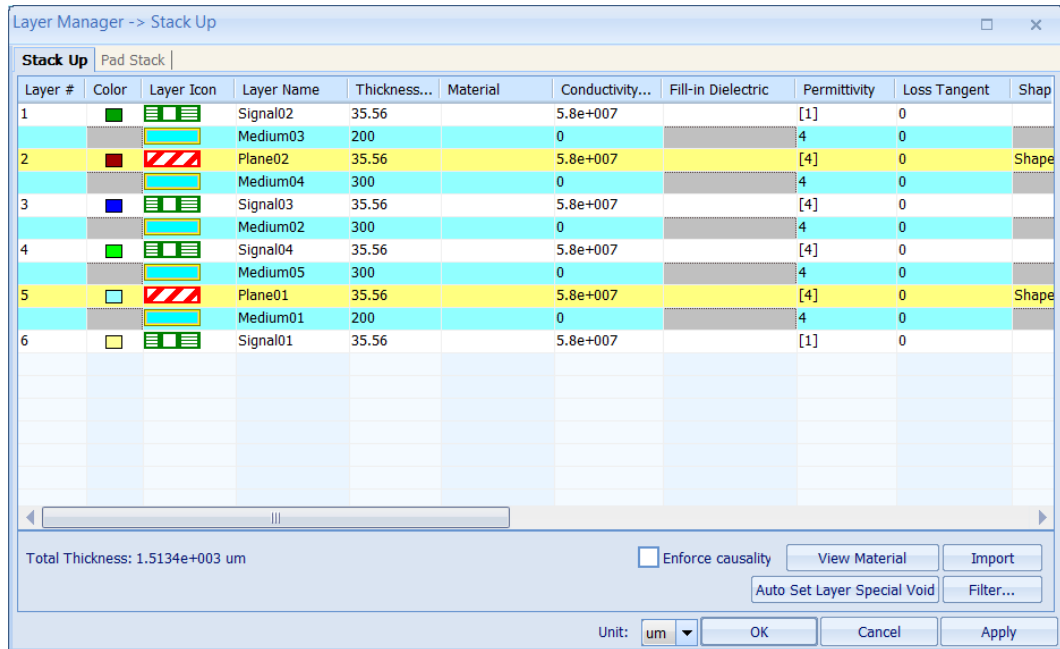 Layer Manager -> Stack Up
Stack Up Pad Stack
Layer # Color Layer Icon Layer Name Thickness... Material Conductivity... Fill-in Dielectric Permittivity Loss Tangent Shap
1 Signal02 35.56 5.8e+007 [1] 0
Medium03 200 0 4 0
2 Plane02 35.56 5.8e+007 [4] 0 Shape
Medium04 300 0 4 0
3 Signal03 35.56 5.8e+007 [4] 0
Medium02 300 0 4 0
4 Signal04 35.56 5.8e+007 [4] 0
Medium05 300 0 4 0
5 Plane01 35.56 5.8e+007 [4] 0 Shape
Medium01 200 0 4 0
6 Signal01 35.56 5.8e+007 [1] 0
Total Thickness: 1.5134e+003 um Enforce causality View Material Import
Auto Set Layer Special Void Filter...
Unit: um OK Cancel Apply